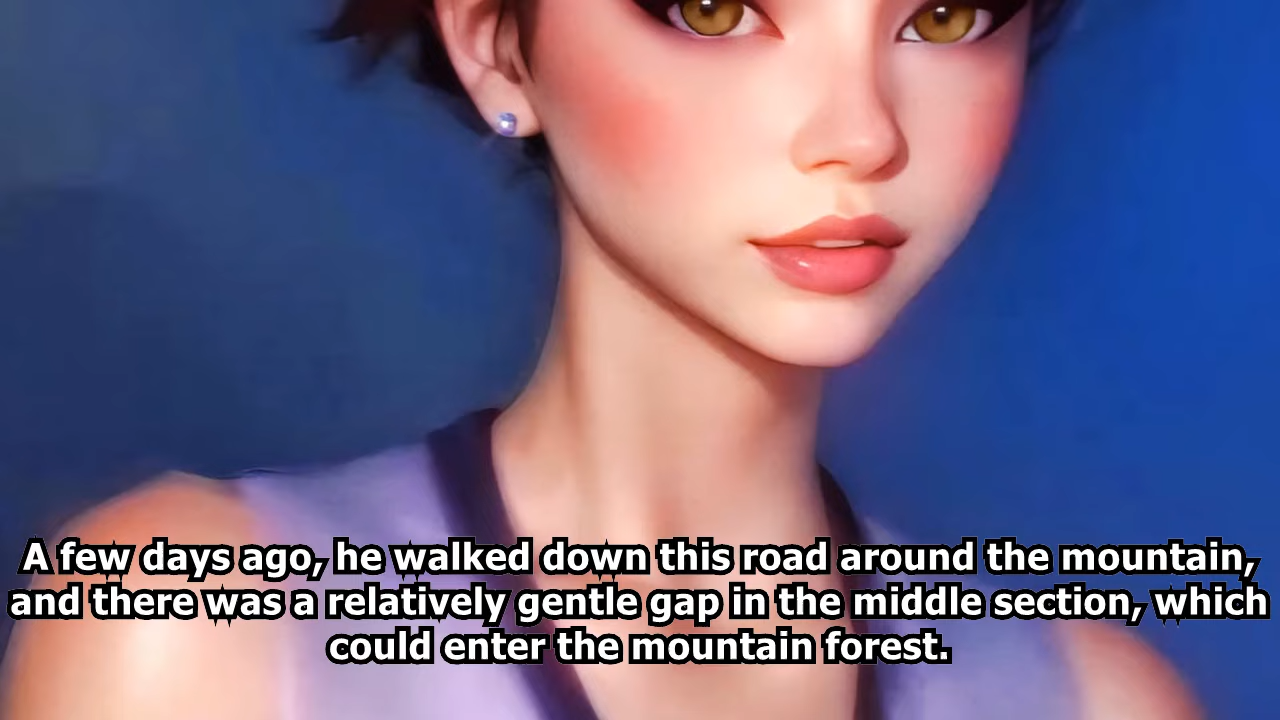 A few days ago, he walked down this road around the mountain,
and there was a relatively gentle gap in the middle section, which
could enter the mountain forest.